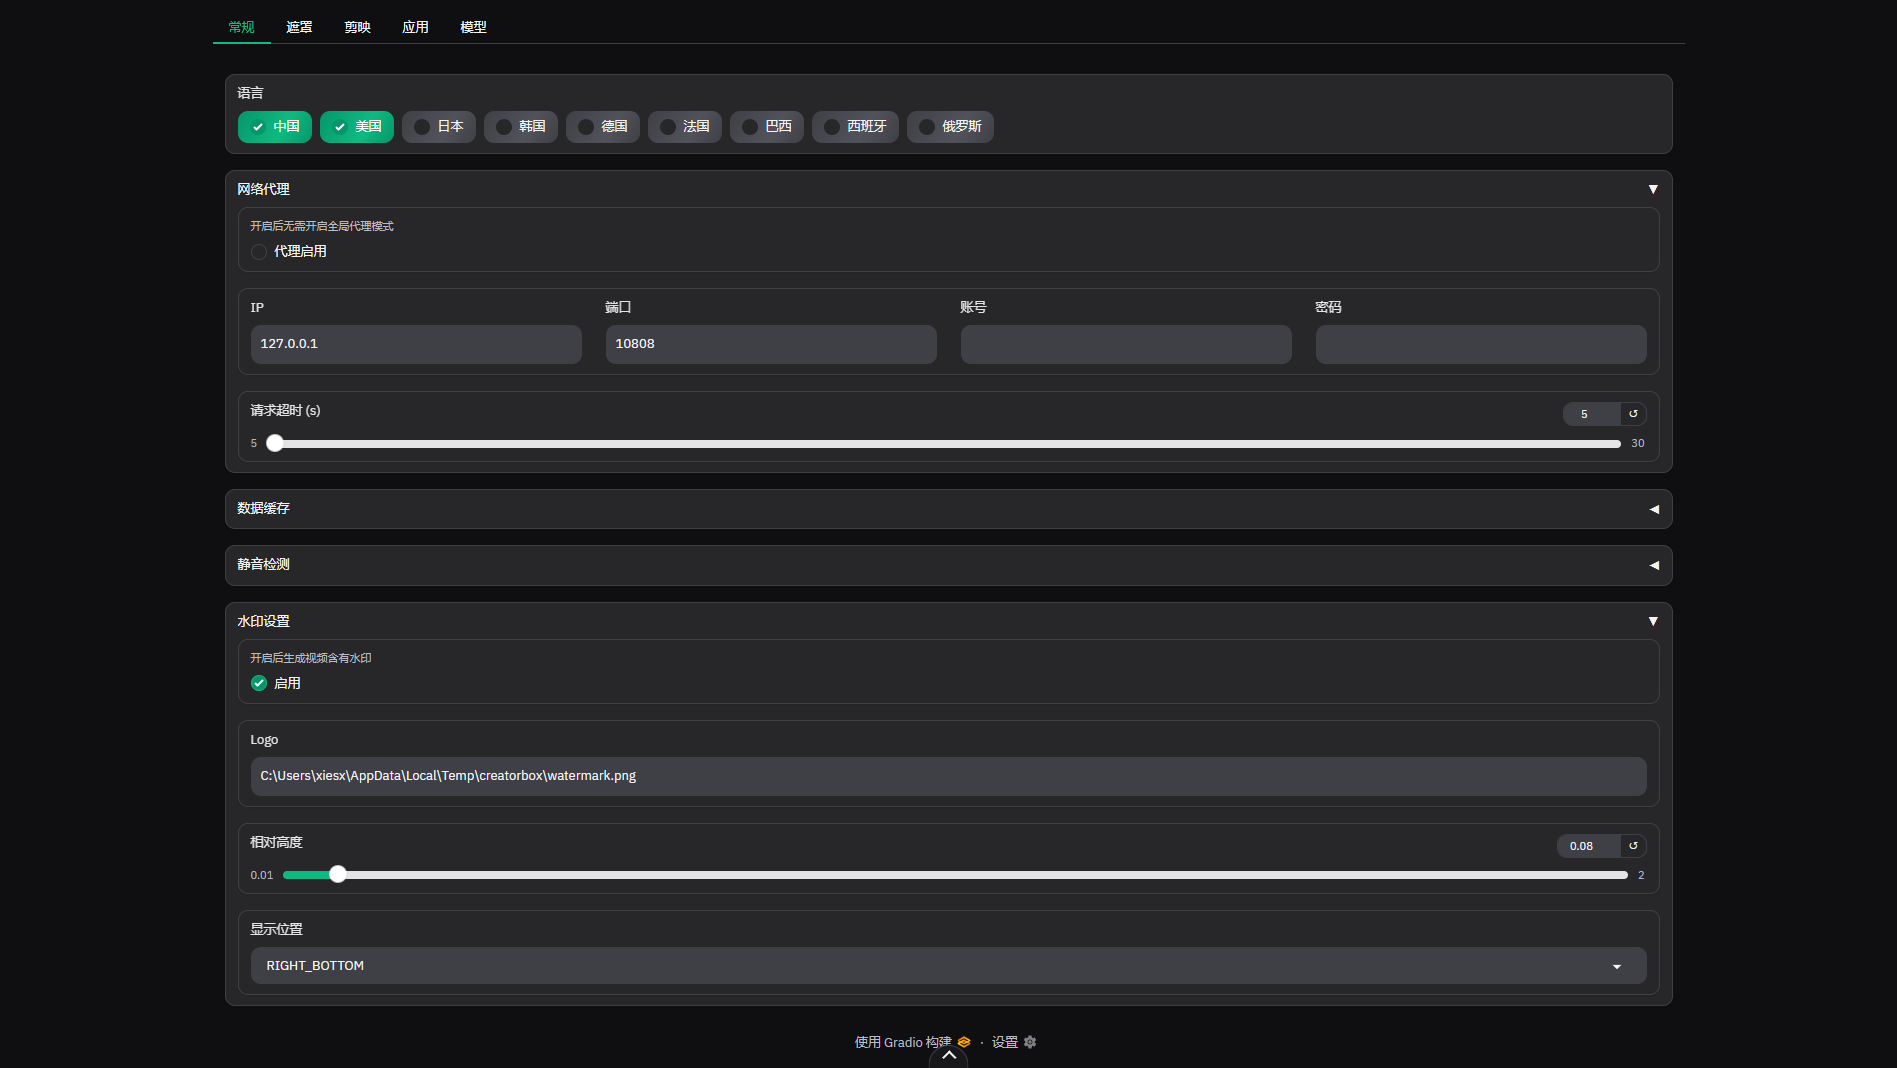 常规 遮罩 剪映 应用 模型
语言
中国 美国 日本 韩国 德国 法国 巴西 西班牙 俄罗斯
网络代理
开启后无需开启全局代理模式
代理启用
IP 端口 账号 密码
127.0.0.1 10808
请求超时 (s) 5
5 30
数据缓存
静音检测
水印设置
开启后生成视频含有水印
启用
Logo
C:\Users\xiesx\AppData\Local\Temp\creatorbox\watermark.png
相对高度 0.08
0.01 2
显示位置
RIGHT_BOTTOM
使用 Gradio 构建 · 设置